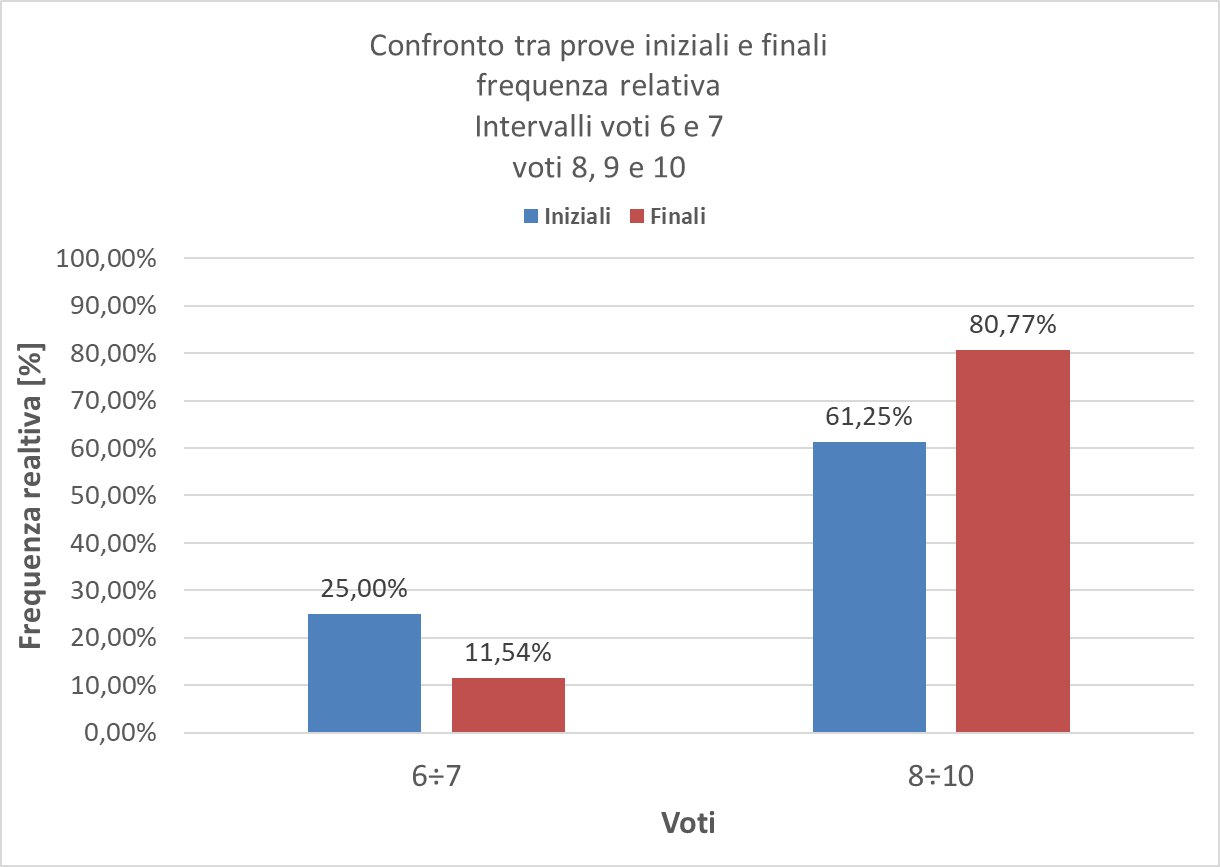 Confronto tra prove iniziali e finali
frequenza relativa
Intervalli voti 6 e 7
voti 8, 9 e 10
Iniziali Finali
100,00%
90,00%
80,00%
70,00%
60,00%
50,00%
40,00%
30,00%
20,00%
10,00%
0,00%
Frequenza realtiva [%]
25,00%
11,54%
61,25%
80,77%
6÷7
8÷10
Voti